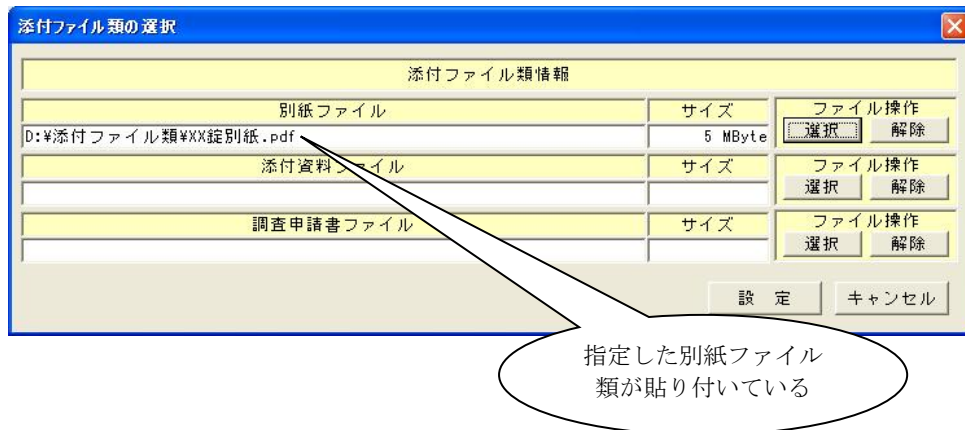 添付ファイル類の選択
添付ファイル類情報
別紙ファイル サイズ ファイル操作
D:¥添付ファイル類¥XX錠別紙.pdf 5 MByte 選択 解除
添付資料ファイル サイズ ファイル操作
選択 解除
調査申請書ファイル サイズ ファイル操作
選択 解除
設 定 キャンセル
指定した別紙ファイル
類が貼り付いている